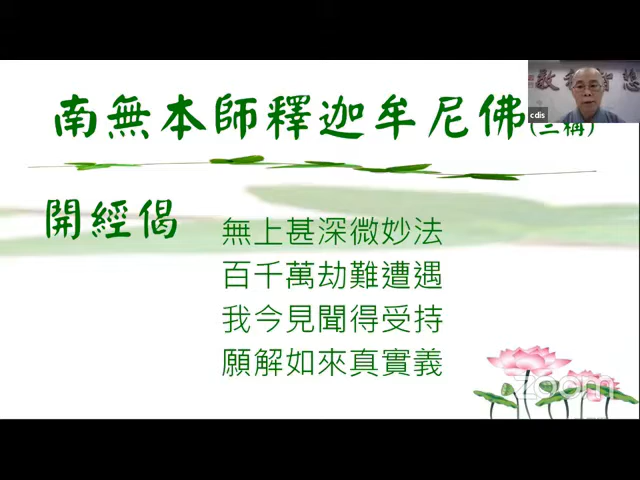 南無本師釋迦牟尼佛(三稱)
cdis
開經偈
無上甚深微妙法
百千萬劫難遭遇
我今見聞得受持
願解如來真實義
zoom